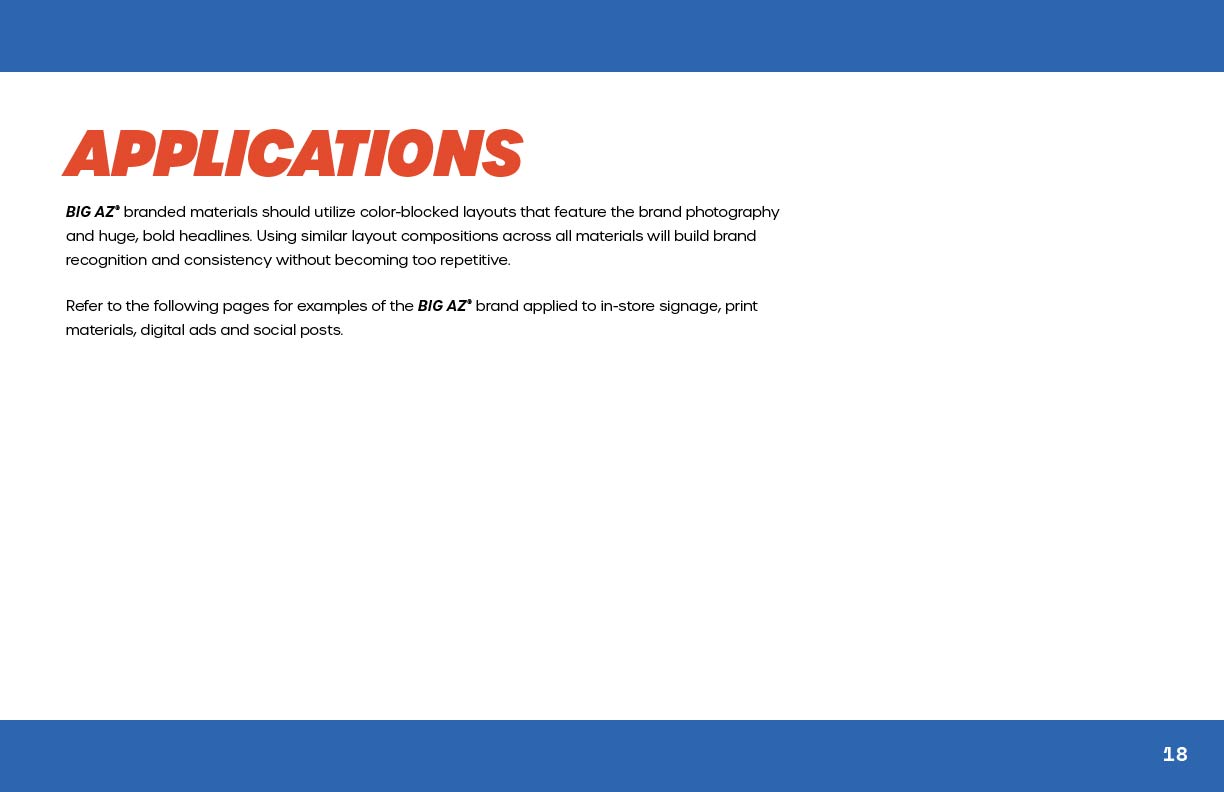 APPLICATIONS
BIG AZ® branded materials should utilize color-blocked layouts that feature the brand photography
and huge, bold headlines. Using similar layout compositions across all materials will build brand
recognition and consistency without becoming too repetitive.
Refer to the following pages for examples of the BIG AZ® brand applied to in-store signage, print
materials, digital ads and social posts.
18